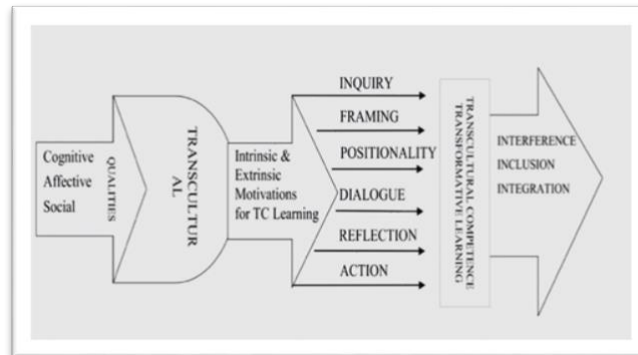 Cognitive
Affective
Social
QUALITIES
TRANSCULTUR
AL
Intrinsic &
Extrinsic
Motivations
for TC Learning
INQUIRY
FRAMING
POSITIONALITY
DIALOGUE
REFLECTION
ACTION
TRANSCULTURAL COMPETENCE
TRANSFORMATIVE LEARNING
INTERFERENCE
INCLUSION
INTEGRATION